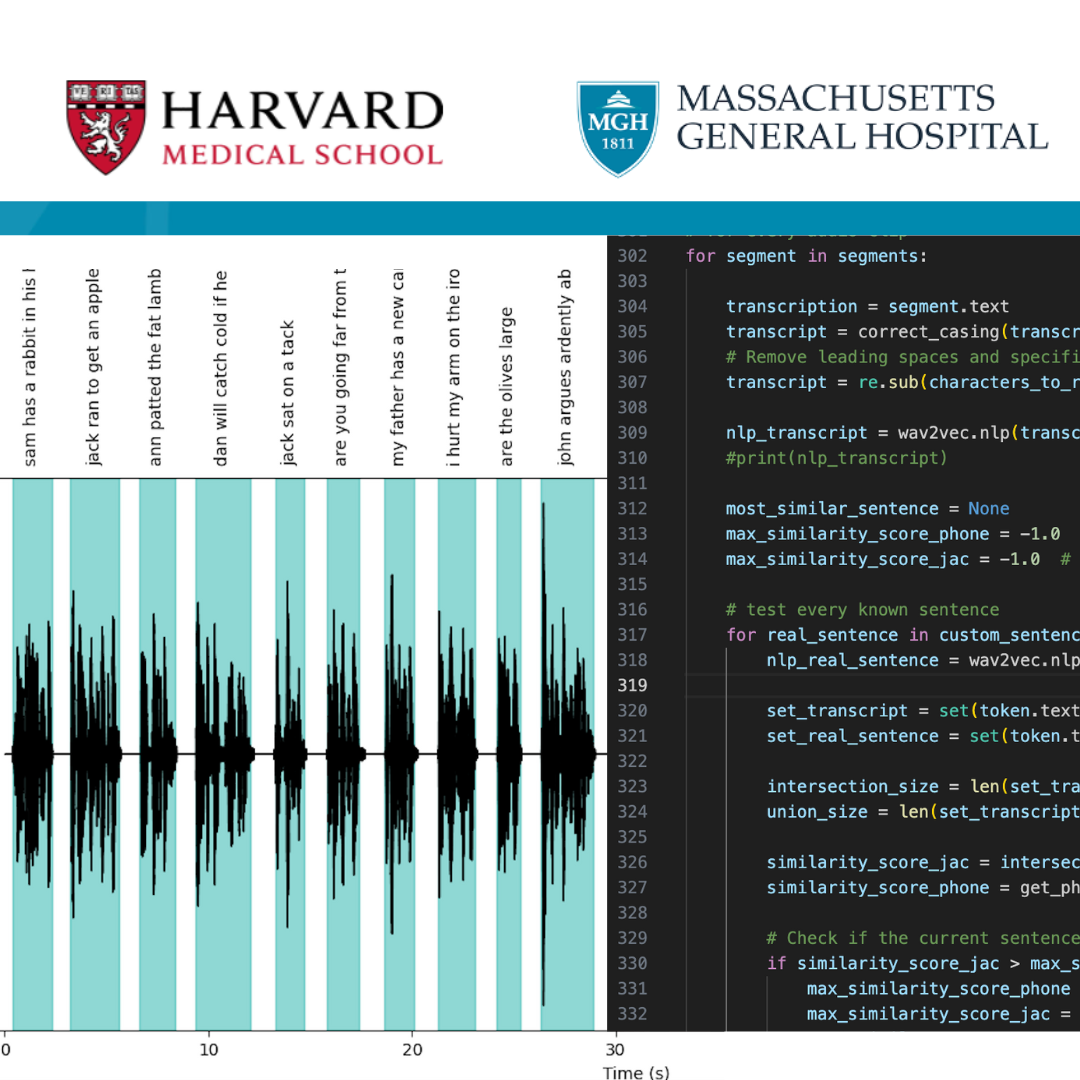 VE RI TAS
HARVARD
MEDICAL SCHOOL
MGH
1811
MASSACHUSETTS
GENERAL HOSPITAL
sam has a rabbit in his
jack ran to get an apple
ann patted the fat lamb
dan will catch cold if he
jack sat on a tack
are you going far from t
my father has a new ca
i hurt my arm on the iro
are the olives large
john argues ardently ab
0 10 20 30
Time (s)
302 for segment in segments:
303
304 transcription = segment.text
305 transcript = correct_casing(transcr
306 # Remove leading spaces and specifi
307 transcript = re.sub(characters_to_r
308
309 nlp_transcript = wav2vec.nlp(transc
310 #print(nlp_transcript)
311
312 most_similar_sentence = None
313 max_similarity_score_phone = -1.0
314 max_similarity_score_jac = -1.0 #
315
316 # test every known sentence
317 for real_sentence in custom_sentenc
318 nlp_real_sentence = wav2vec.nlp
319
320 set_transcript = set(token.text
321 set_real_sentence = set(token.t
322
323 intersection_size = len(set_tra
324 union_size = len(set_transcript
325
326 similarity_score_jac = intersec
327 similarity_score_phone = get_ph
328
329 # Check if the current sentence
330 if similarity_score_jac > max_s
331 max_similarity_score_phone
332 max_similarity_score_jac =